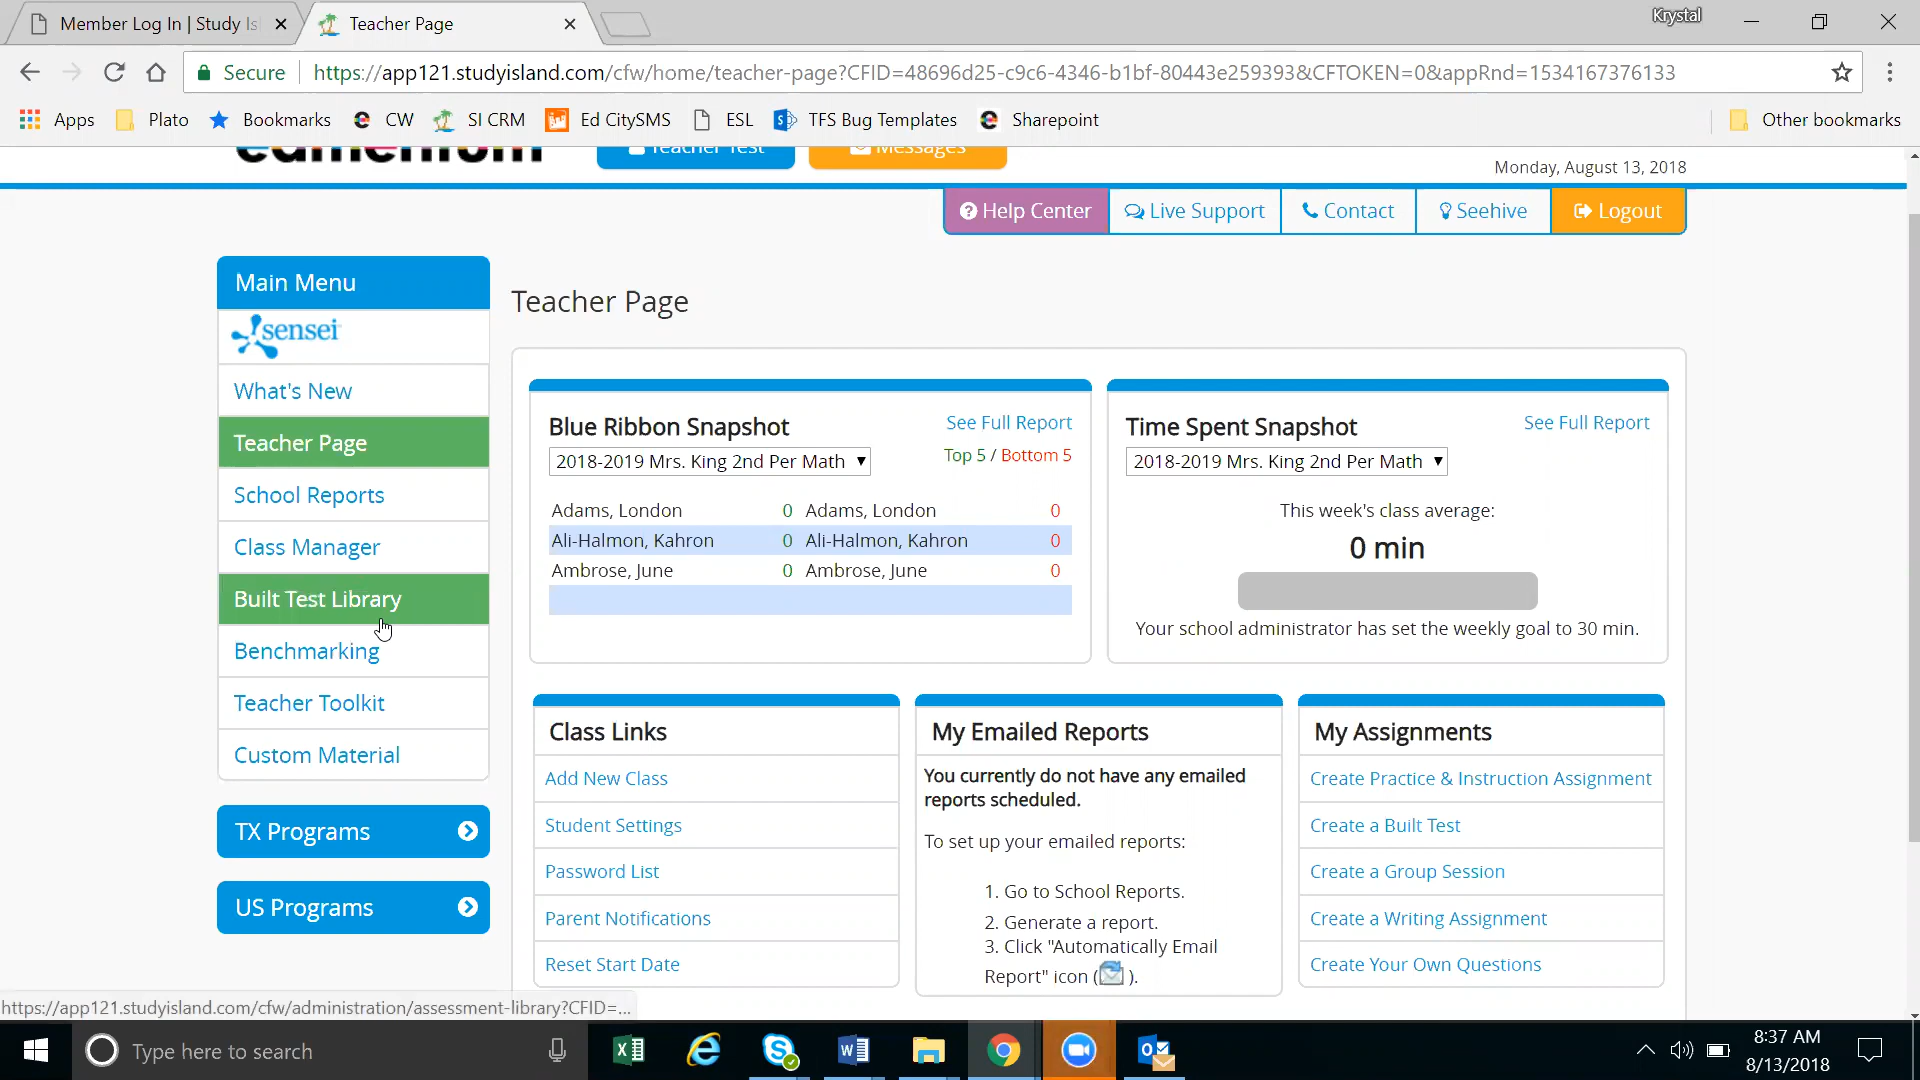 Member Log In | Study Is
Teacher Page
Krystal
Secure
https://app121.studyisland.com/cfw/home/teacher-page?CFID=48696d25-c9c6-4346-b1bf-80443e259393&CFTOKEN=0&appRnd=1534167376133
Apps
Plato
Bookmarks
CW
SI CRM
Ed CitySMS
ESL
TFS Bug Templates
Sharepoint
Other bookmarks
edmentum
Teacher Test
Messages
Monday, August 13, 2018
Help Center
Live Support
Contact
Seehive
Logout
Main Menu
sensei
What's New
Teacher Page
School Reports
Class Manager
Built Test Library
Benchmarking
Teacher Toolkit
Custom Material
TX Programs
US Programs
Teacher Page
Blue Ribbon Snapshot
See Full Report
2018-2019 Mrs. King 2nd Per Math
Top 5 / Bottom 5
Adams, London 0 Adams, London 0
Ali-Halmon, Kahron 0 Ali-Halmon, Kahron 0
Ambrose, June 0 Ambrose, June 0
Time Spent Snapshot
See Full Report
2018-2019 Mrs. King 2nd Per Math
This week's class average:
0 min
Your school administrator has set the weekly goal to 30 min.
Class Links
Add New Class
Student Settings
Password List
Parent Notifications
Reset Start Date
My Emailed Reports
You currently do not have any emailed
reports scheduled.
To set up your emailed reports:
1. Go to School Reports.
2. Generate a report.
3. Click "Automatically Email
Report" icon ( ).
My Assignments
Create Practice & Instruction Assignment
Create a Built Test
Create a Group Session
Create a Writing Assignment
Create Your Own Questions
https://app121.studyisland.com/cfw/administration/assessment-library?CFID=...
Type here to search
8:37 AM
8/13/2018